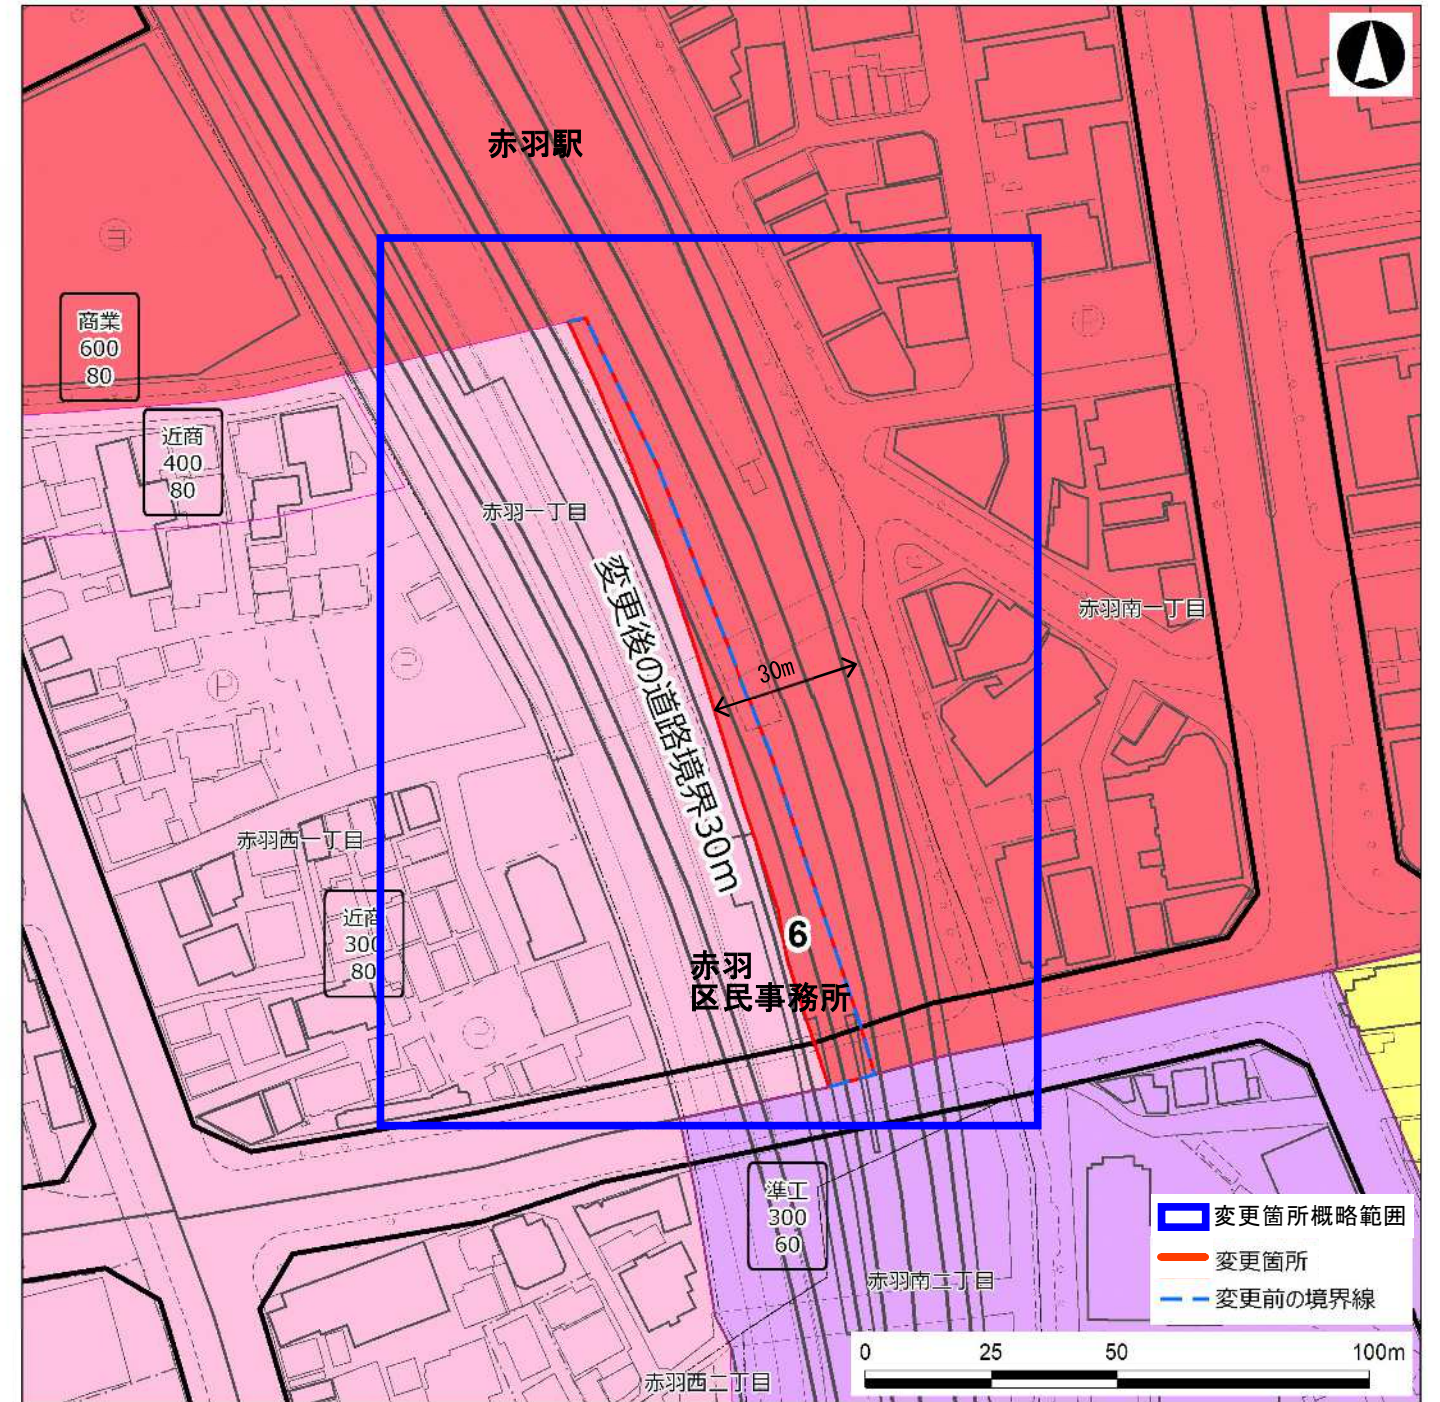 赤羽駅
商業
600
80
近商
400
80
赤羽一丁目
変更後の道路境界30m
30m
赤羽南一丁目
赤羽西一丁目
近商
300
80
6
赤羽
区民事務所
準工
300
60
赤羽南二丁目
赤羽西二丁目
変更箇所概略範囲
変更箇所
変更前の境界線
0 25 50 100m